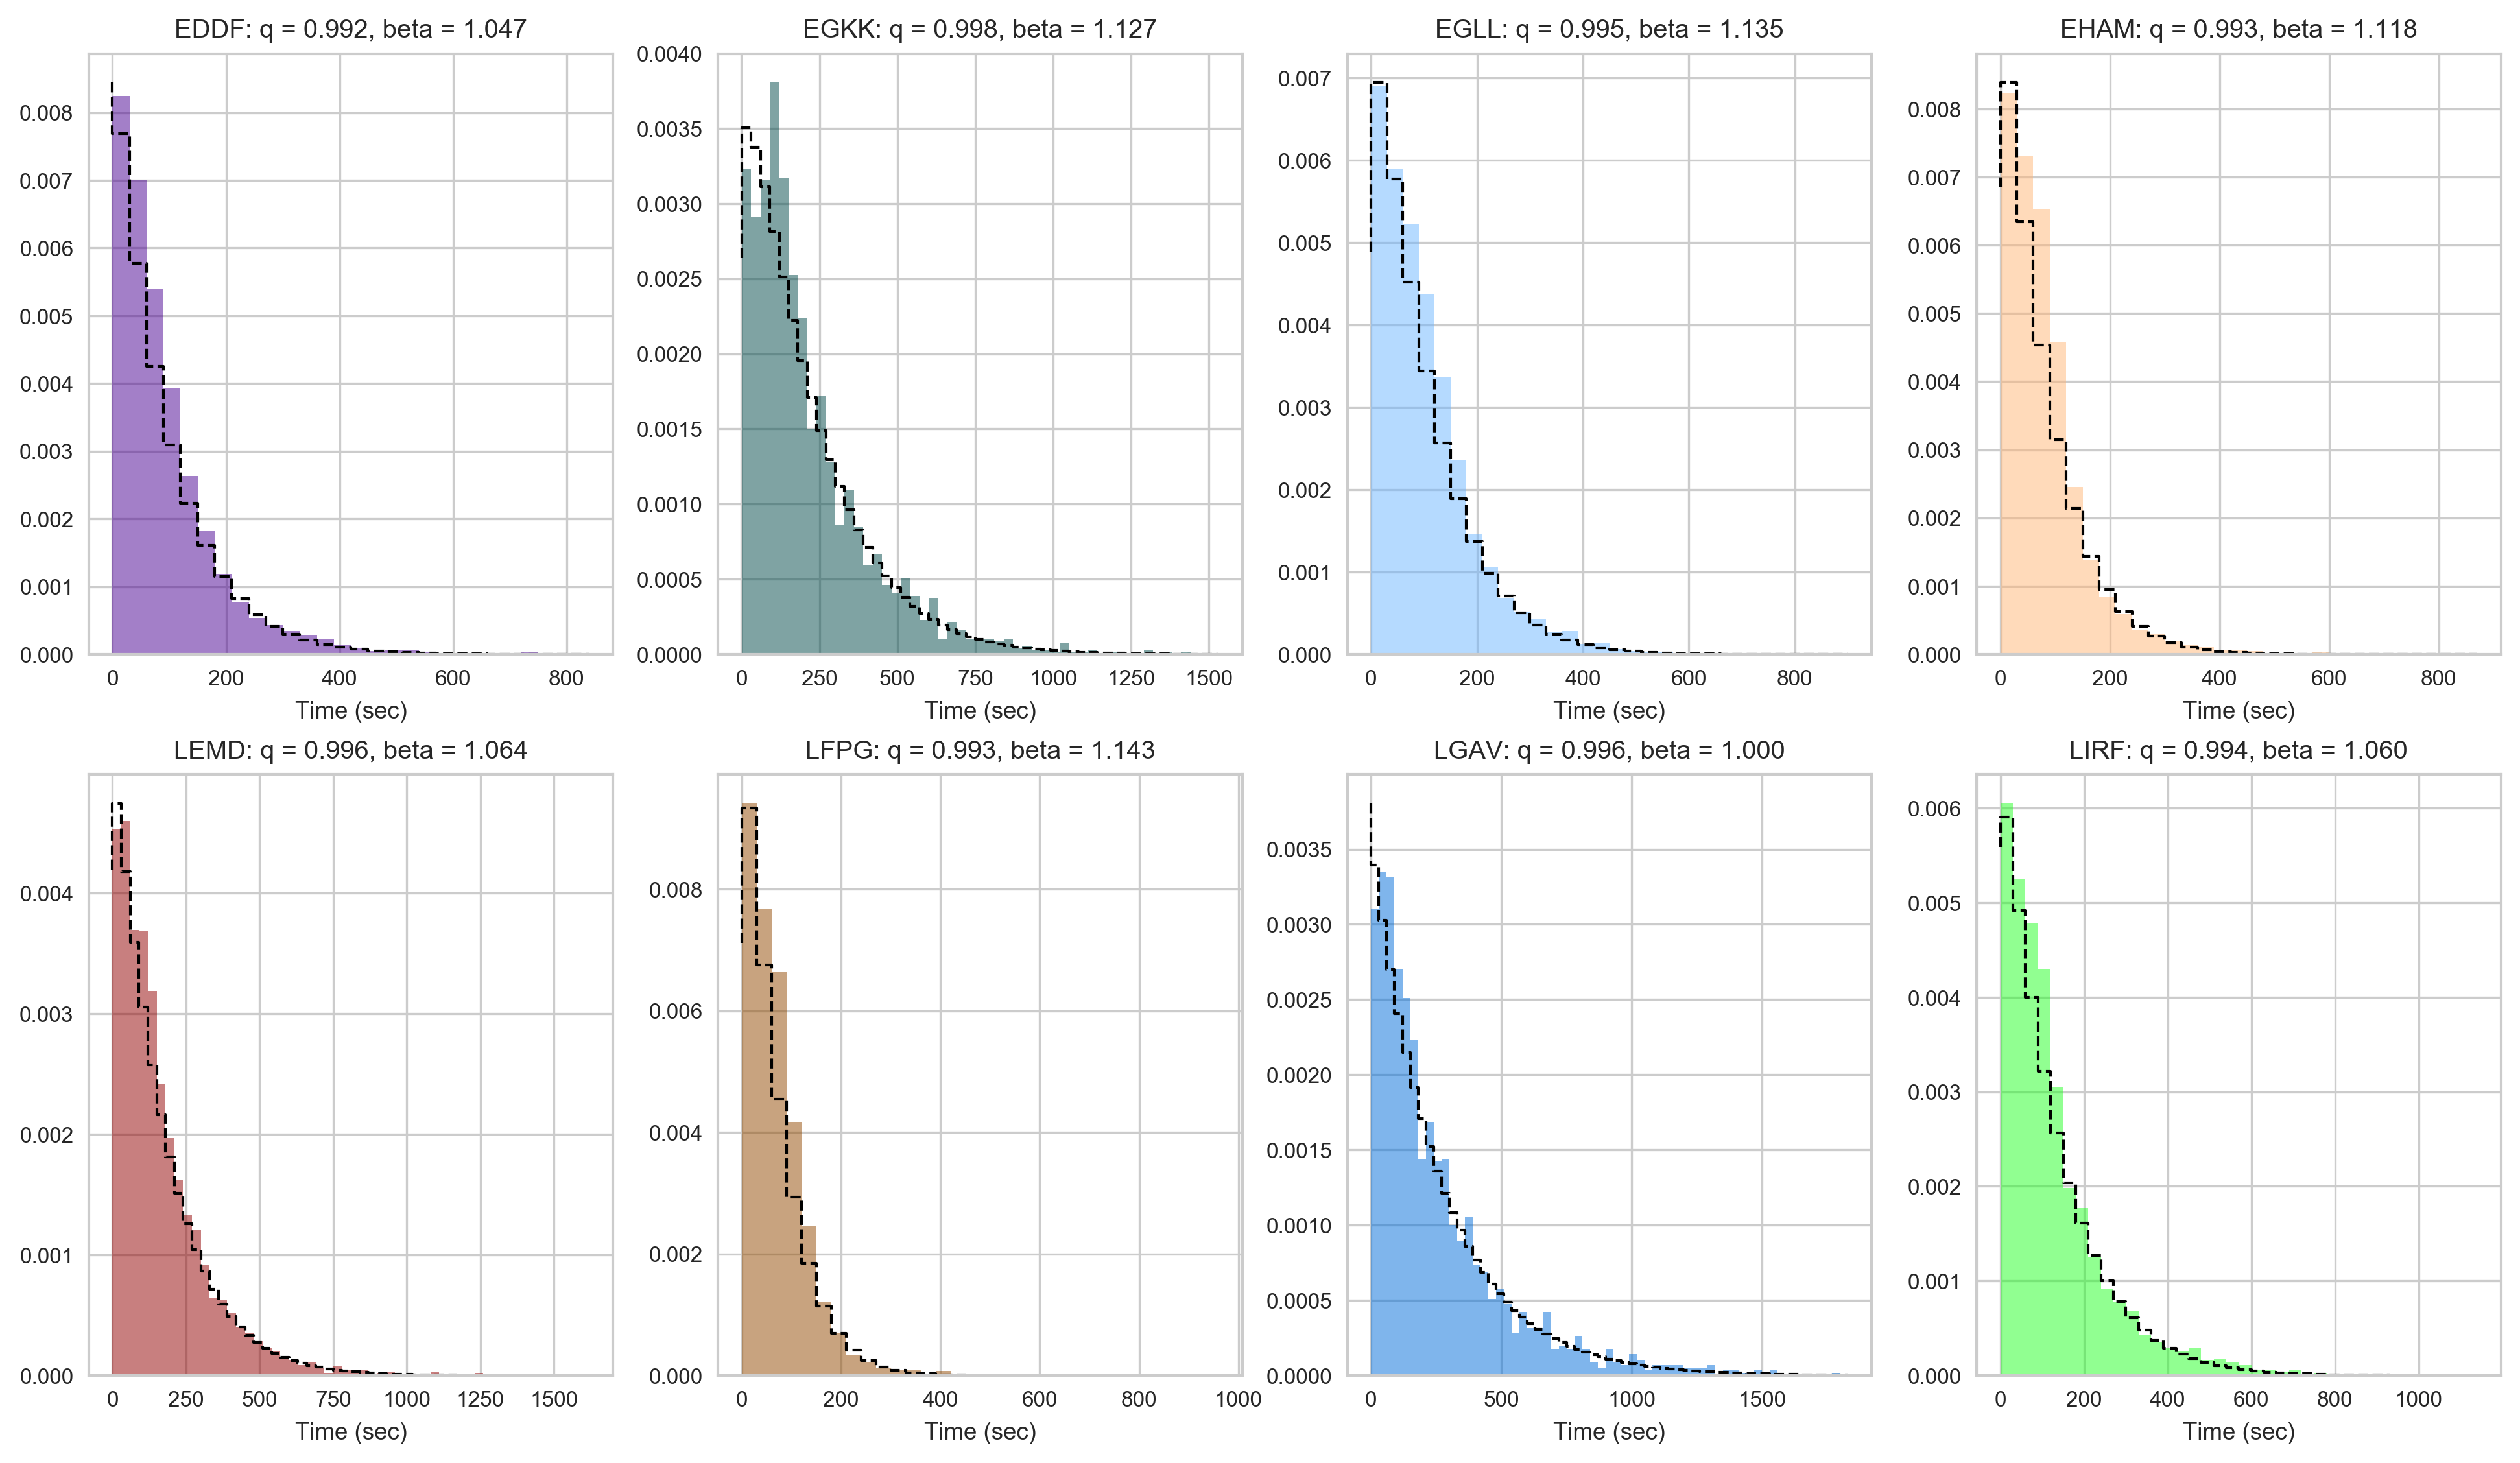 EDDF: q = 0.992, beta = 1.047
0.008
0.007
0.006
0.005
0.004
0.003
0.002
0.001
0.000
0 200 400 600 800
Time (sec)
EGKK: q = 0.998, beta = 1.127
0.0040
0.0035
0.0030
0.0025
0.0020
0.0015
0.0010
0.0005
0.0000
0 250 500 750 1000 1250 1500
Time (sec)
EGLL: q = 0.995, beta = 1.135
0.007
0.006
0.005
0.004
0.003
0.002
0.001
0.000
0 200 400 600 800
Time (sec)
EHAM: q = 0.993, beta = 1.118
0.008
0.007
0.006
0.005
0.004
0.003
0.002
0.001
0.000
0 200 400 600 800
Time (sec)
LEMD: q = 0.996, beta = 1.064
0.004
0.003
0.002
0.001
0.000
0 250 500 750 1000 1250 1500
Time (sec)
LFPG: q = 0.993, beta = 1.143
0.008
0.006
0.004
0.002
0.000
0 200 400 600 800 1000
Time (sec)
LGAV: q = 0.996, beta = 1.000
0.0035
0.0030
0.0025
0.0020
0.0015
0.0010
0.0005
0.0000
0 500 1000 1500
Time (sec)
LIRF: q = 0.994, beta = 1.060
0.006
0.005
0.004
0.003
0.002
0.001
0.000
0 200 400 600 800 1000
Time (sec)